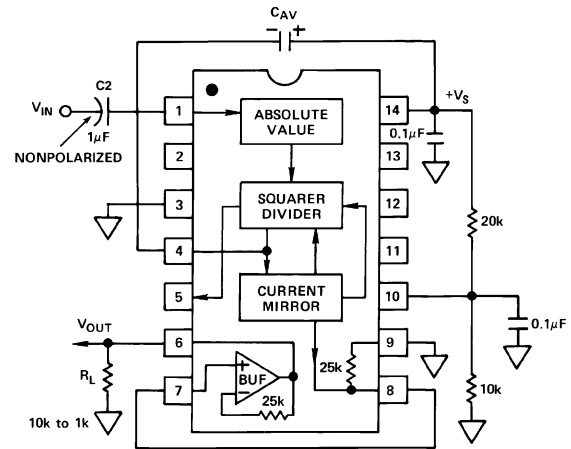 C_AV
− +
C2
V_IN
1μF
NONPOLARIZED
+V_S
0.1μF
1
2
3
4
5
6
7
14
13
12
11
10
9
8
ABSOLUTE
VALUE
SQUARER
DIVIDER
CURRENT
MIRROR
20k
0.1μF
10k
V_OUT
R_L
10k to 1k
+
BUF
−
25k
25k